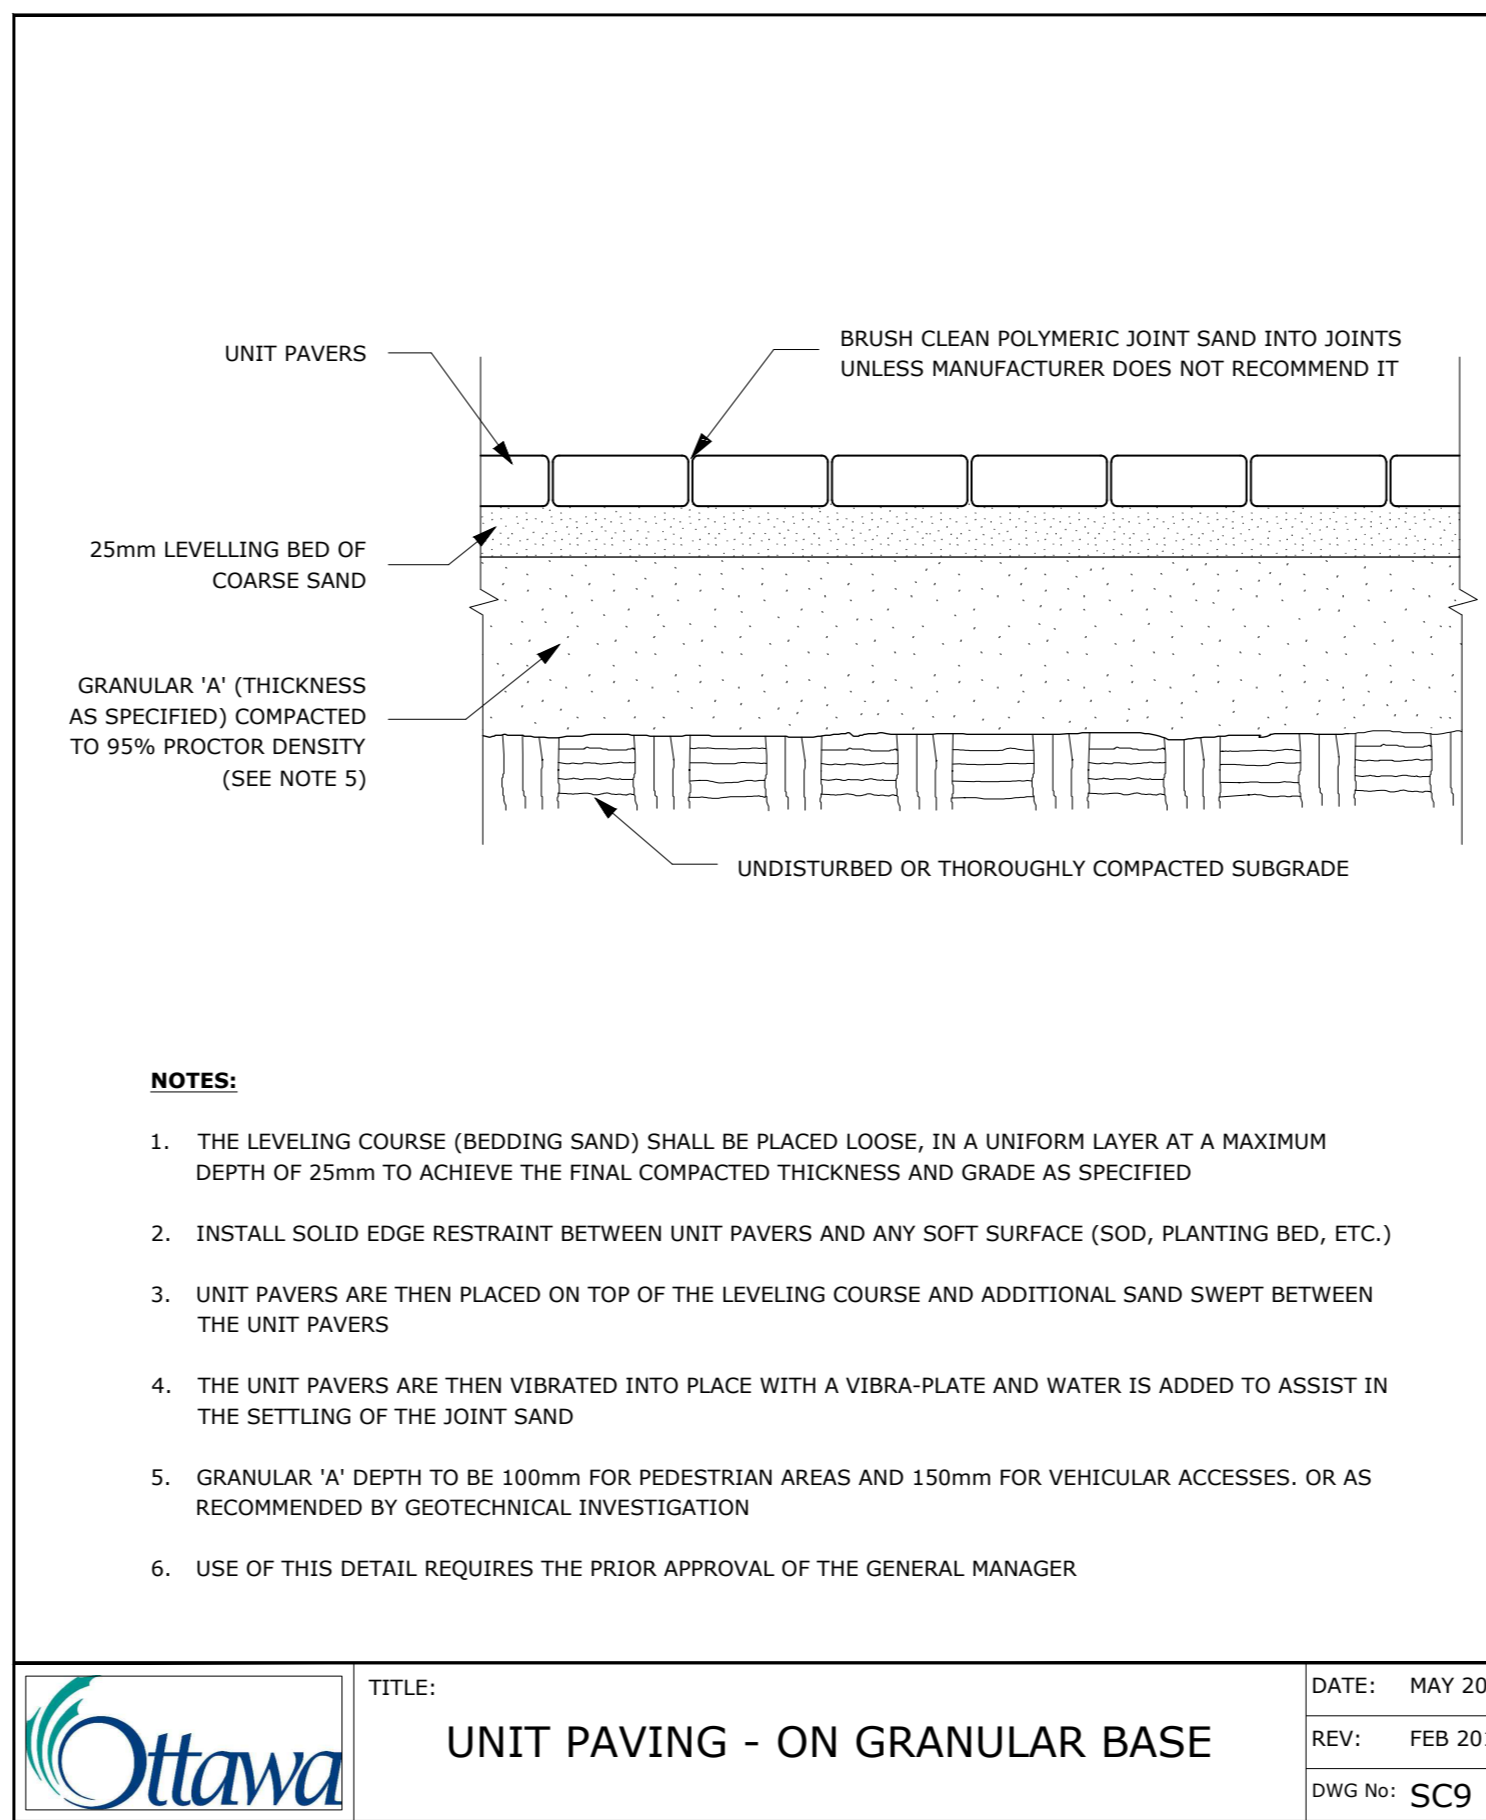 UNIT PAVERS
BRUSH CLEAN POLYMERIC JOINT SAND INTO JOINTS
UNLESS MANUFACTURER DOES NOT RECOMMEND IT
25mm LEVELLING BED OF
COARSE SAND
GRANULAR 'A' (THICKNESS
AS SPECIFIED) COMPACTED
TO 95% PROCTOR DENSITY
(SEE NOTE 5)
UNDISTURBED OR THOROUGHLY COMPACTED SUBGRADE
NOTES:
1. THE LEVELING COURSE (BEDDING SAND) SHALL BE PLACED LOOSE, IN A UNIFORM LAYER AT A MAXIMUM
DEPTH OF 25mm TO ACHIEVE THE FINAL COMPACTED THICKNESS AND GRADE AS SPECIFIED
2. INSTALL SOLID EDGE RESTRAINT BETWEEN UNIT PAVERS AND ANY SOFT SURFACE (SOD, PLANTING BED, ETC.)
3. UNIT PAVERS ARE THEN PLACED ON TOP OF THE LEVELING COURSE AND ADDITIONAL SAND SWEPT BETWEEN
THE UNIT PAVERS
4. THE UNIT PAVERS ARE THEN VIBRATED INTO PLACE WITH A VIBRA-PLATE AND WATER IS ADDED TO ASSIST IN
THE SETTLING OF THE JOINT SAND
5. GRANULAR 'A' DEPTH TO BE 100mm FOR PEDESTRIAN AREAS AND 150mm FOR VEHICULAR ACCESSES. OR AS
RECOMMENDED BY GEOTECHNICAL INVESTIGATION
6. USE OF THIS DETAIL REQUIRES THE PRIOR APPROVAL OF THE GENERAL MANAGER
Ottawa
TITLE:
UNIT PAVING - ON GRANULAR BASE
DATE: MAY
REV: FEB
DWG No: SC9